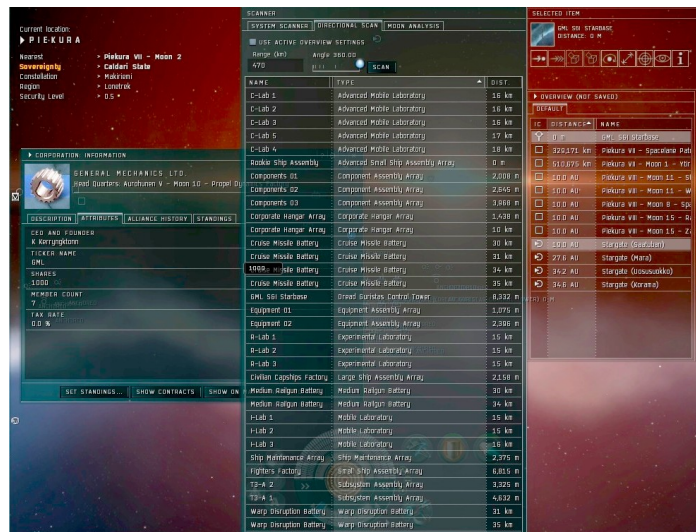 Current location:
PIEKURA
Nearest > Piekura VII - Moon 2
Sovereignty > Caldari State
Constellation > Makiriemi
Region > Lonetrek
Security Level > 0.5
CORPORATION: INFORMATION
GENERAL MECHANICS LTD.
Head Quarters: Aurohunen V - Moon 10 - Propel Dy
DESCRIPTION ATTRIBUTES ALLIANCE HISTORY STANDINGS
CEO AND FOUNDER
K Kerryngktonn
TICKER NAME
GML
SHARES
1000
MEMBER COUNT
7
TAX RATE
0.0 %
SET STANDINGS... SHOW CONTRACTS SHOW ON
SCANNER
SYSTEM SCANNER DIRECTIONAL SCAN MOON ANALYSIS
USE ACTIVE OVERVIEW SETTINGS
Range (km) Angle 360.00
470 SCAN
NAME TYPE DIST.
C-Lab 1 Advanced Mobile Laboratory 16 km
C-Lab 2 Advanced Mobile Laboratory 16 km
C-Lab 3 Advanced Mobile Laboratory 16 km
C-Lab 5 Advanced Mobile Laboratory 17 km
C-Lab 4 Advanced Mobile Laboratory 18 km
Rookie Ship Assembly Advanced Small Ship Assembly Array 0 m
Components 01 Component Assembly Array 2,008 m
Components 02 Component Assembly Array 2,645 m
Components 03 Component Assembly Array 3,968 m
Corporate Hangar Array Corporate Hangar Array 1,438 m
Corporate Hangar Array Corporate Hangar Array 10 km
Cruise Missile Battery Cruise Missile Battery 30 km
Cruise Missile Battery Cruise Missile Battery 31 km
1000 Missile Battery Cruise Missile Battery 34 km
Cruise Missile Battery Cruise Missile Battery 35 km
GML SGI Starbase Dread Guristas Control Tower 8,332 m
Equipment 01 Equipment Assembly Array 1,075 m
Equipment 02 Equipment Assembly Array 2,306 m
R-Lab 1 Experimental Laboratory 15 km
R-Lab 2 Experimental Laboratory 15 km
R-Lab 3 Experimental Laboratory 15 km
Civilian Capships Factory Large Ship Assembly Array 2,158 m
Medium Railgun Battery Medium Railgun Battery 30 km
Medium Railgun Battery Medium Railgun Battery 34 km
I-Lab 1 Mobile Laboratory 15 km
I-Lab 2 Mobile Laboratory 15 km
I-Lab 3 Mobile Laboratory 16 km
Ship Maintenance Array Ship Maintenance Array 2,375 m
Fighters Factory Small Ship Assembly Array 6,815 m
T3-A 2 Subsystem Assembly Array 3,325 m
T3-A 1 Subsystem Assembly Array 4,632 m
Warp Disruption Battery Warp Disruption Battery 31 km
Warp Disruption Battery Warp Disruption Battery 35 km
SELECTED ITEM
GML SGI STARBASE
DISTANCE: 0 M
OVERVIEW (NOT SAVED)
DEFAULT
IC DISTANCE NAME
0 m GML SGI Starbase
329,171 km Piekura VII - Spacelane Patr
510,675 km Piekura VII - Moon 1 -
10.0 AU Piekura VIII - Moon 11 -
10.0 AU Piekura VIII - Moon 11 - W
10.0 AU Piekura VIII - Moon 8 - Spa
10.0 AU Piekura VIII - Moon 15 -
10.0 AU Piekura VIII - Moon 15 -
Stargate (Saatuban)
27.6 AU Stargate (Mara)
34.2 AU Stargate (Uosusuokko)
34.6 AU Stargate (Korama)